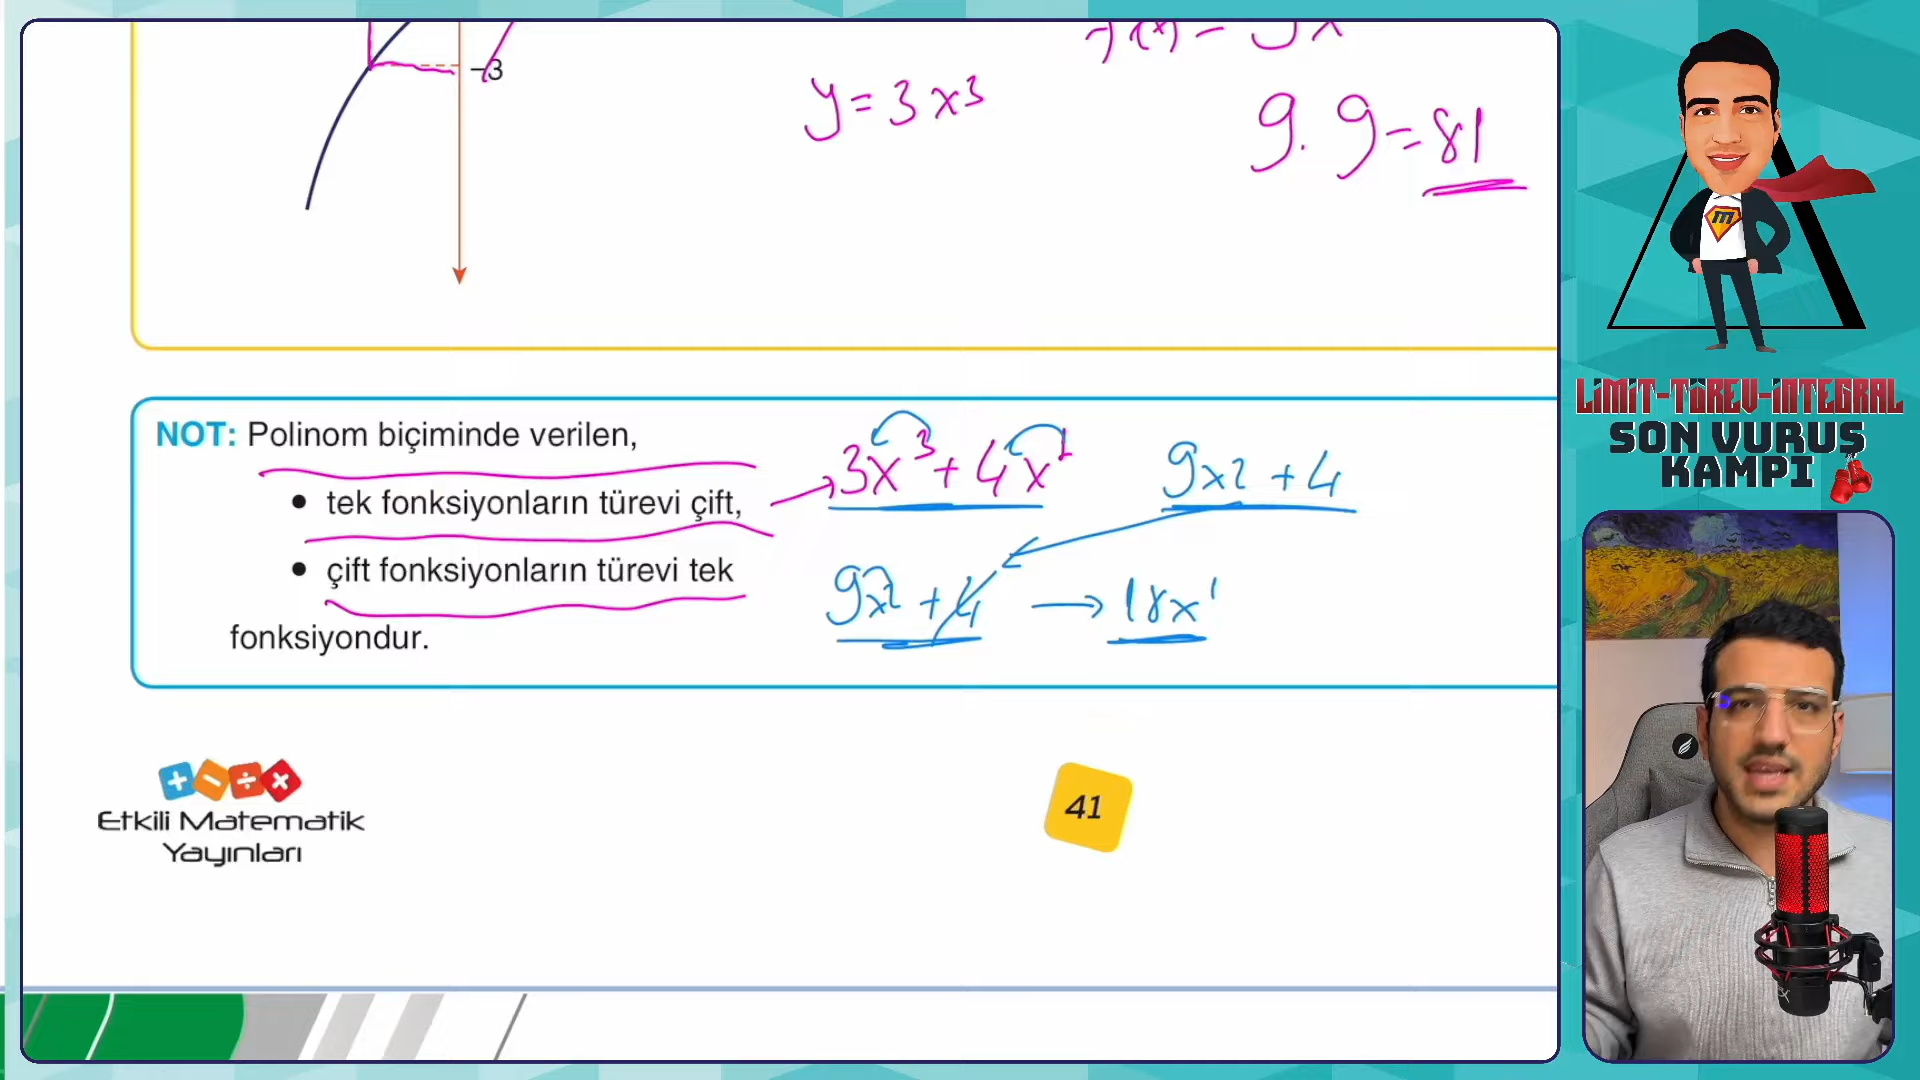 -3
y = 3x3
9.9=81
LİMİT-TÜREV-İNTEGRAL
SON VURUŞ
KAMPI
NOT: Polinom biçiminde verilen,
• tek fonksiyonların türevi çift,
3x³ + 4x¹
9x2 + 4
• çift fonksiyonların türevi tek
9x² + 4 → 18x¹
fonksiyondur.
+ − ÷ ×
Etkili Matematik
Yayınları
41
m